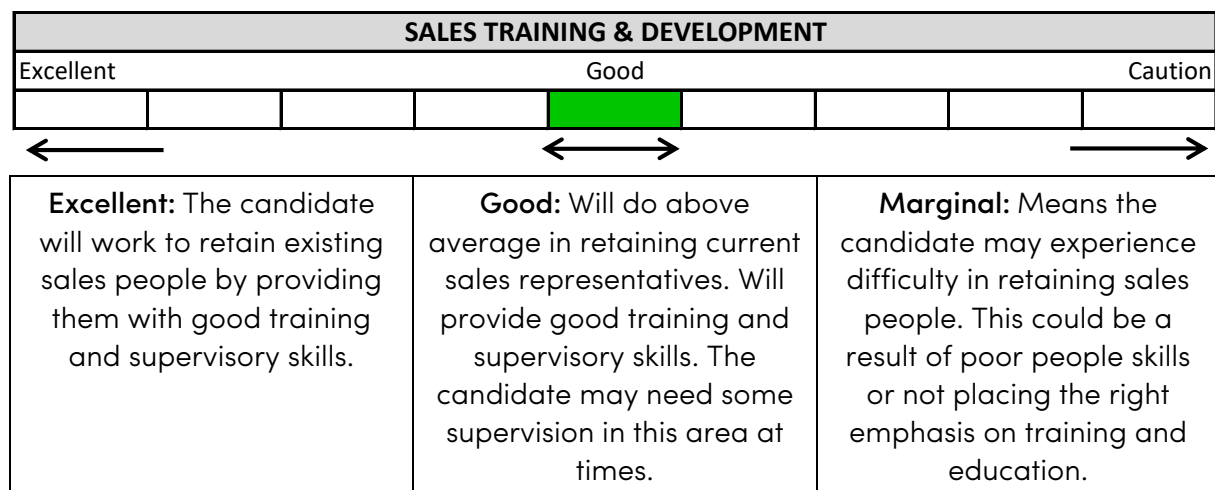 SALES TRAINING & DEVELOPMENT
Excellent Good Caution
Excellent: The candidate
will work to retain existing
sales people by providing
them with good training
and supervisory skills.
Good: Will do above
average in retaining current
sales representatives. Will
provide good training and
supervisory skills. The
candidate may need some
supervision in this area at
times.
Marginal: Means the
candidate may experience
difficulty in retaining sales
people. This could be a
result of poor people skills
or not placing the right
emphasis on training and
education.